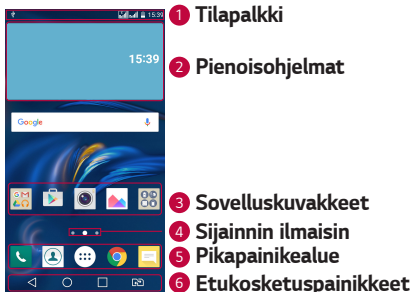 15:39
1 Tilapalkki
15:39
2 Pienoisohjelmat
Google
3 Sovelluskuvakkeet
4 Sijainnin ilmaisin
5 Pikapainikealue
6 Etukosketuspainikkeet